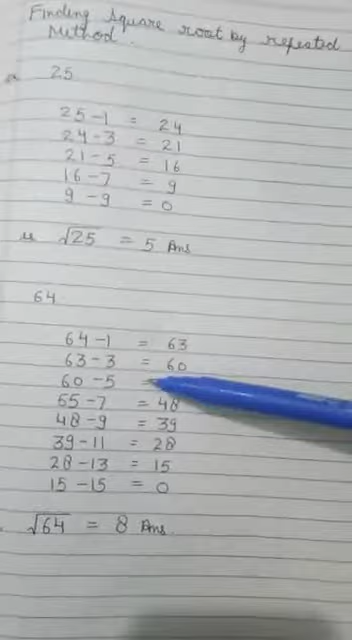 Finding Square root by repeated
Method.
25
25 - 1 = 24
24 - 3 = 21
21 - 5 = 16
16 - 7 = 9
9 - 9 = 0
√25 = 5 Ans
64
64 - 1 = 63
63 - 3 = 60
60 - 5 =
55 - 7 = 48
48 - 9 = 39
39 - 11 = 28
28 - 13 = 15
15 - 15 = 0
√64 = 8 Ans.